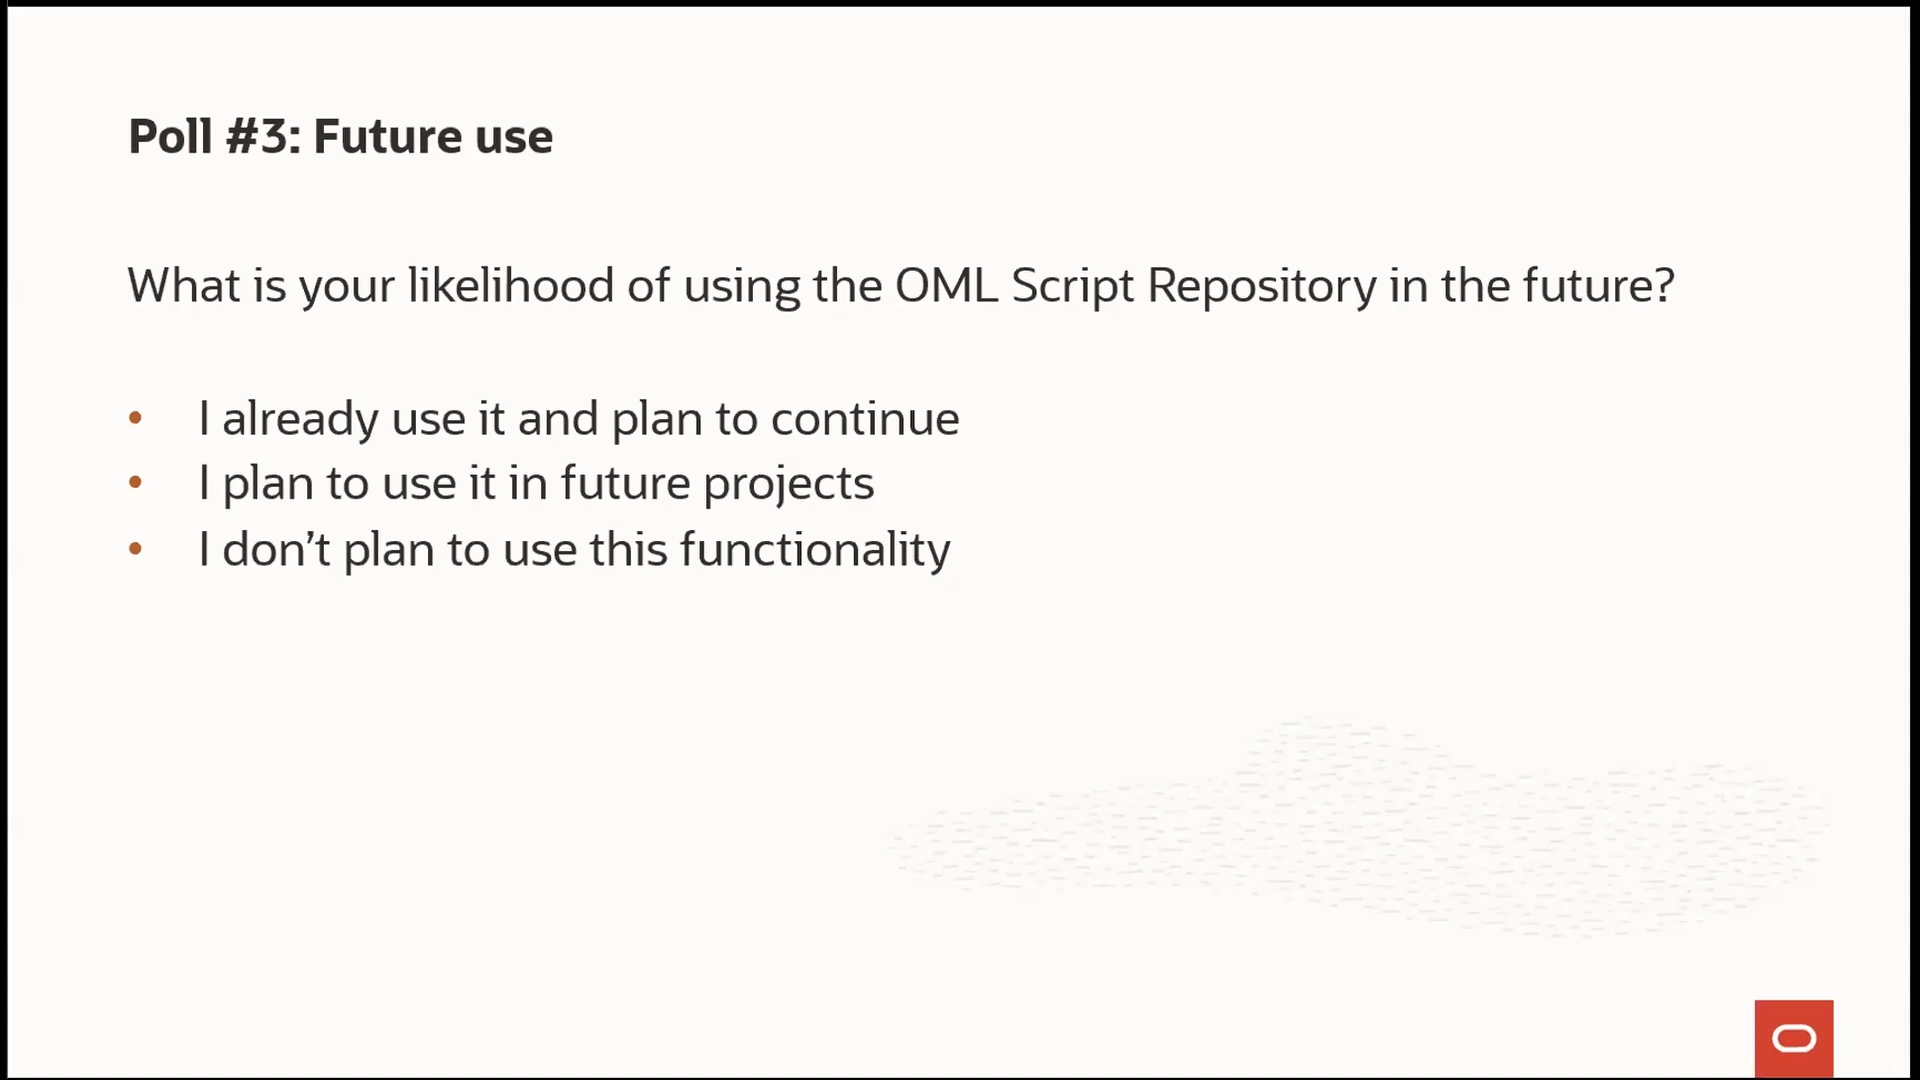 Poll #3: Future use
What is your likelihood of using the OML Script Repository in the future?
• I already use it and plan to continue
• I plan to use it in future projects
• I don’t plan to use this functionality